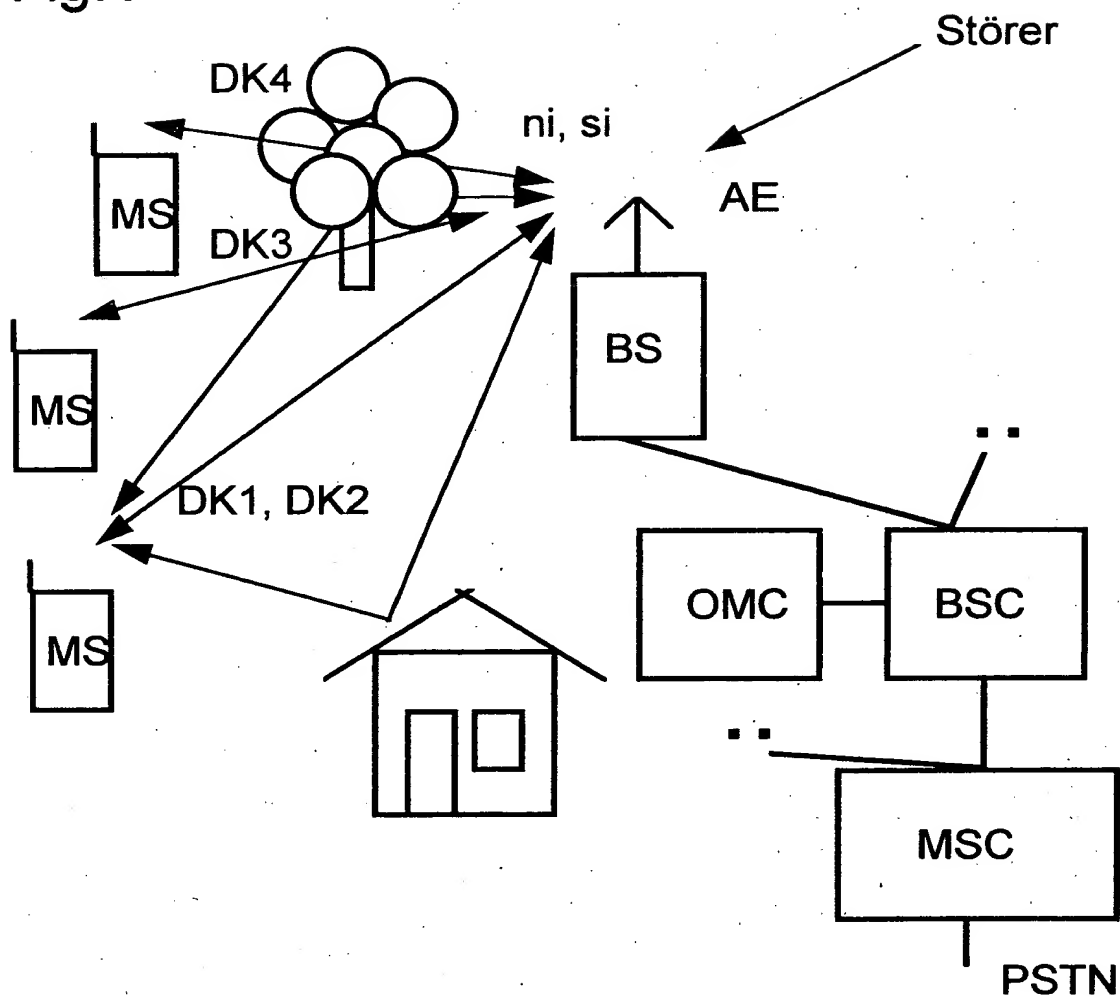 Störer
DK4
ni, si
MS
AE
DK3
BS
MS
DK1, DK2
OMC
BSC
MS
MSC
PSTN